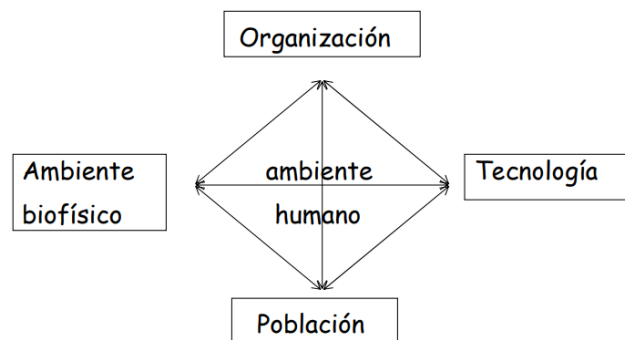 Organización
Ambiente
biofísico
ambiente
humano
Tecnología
Población